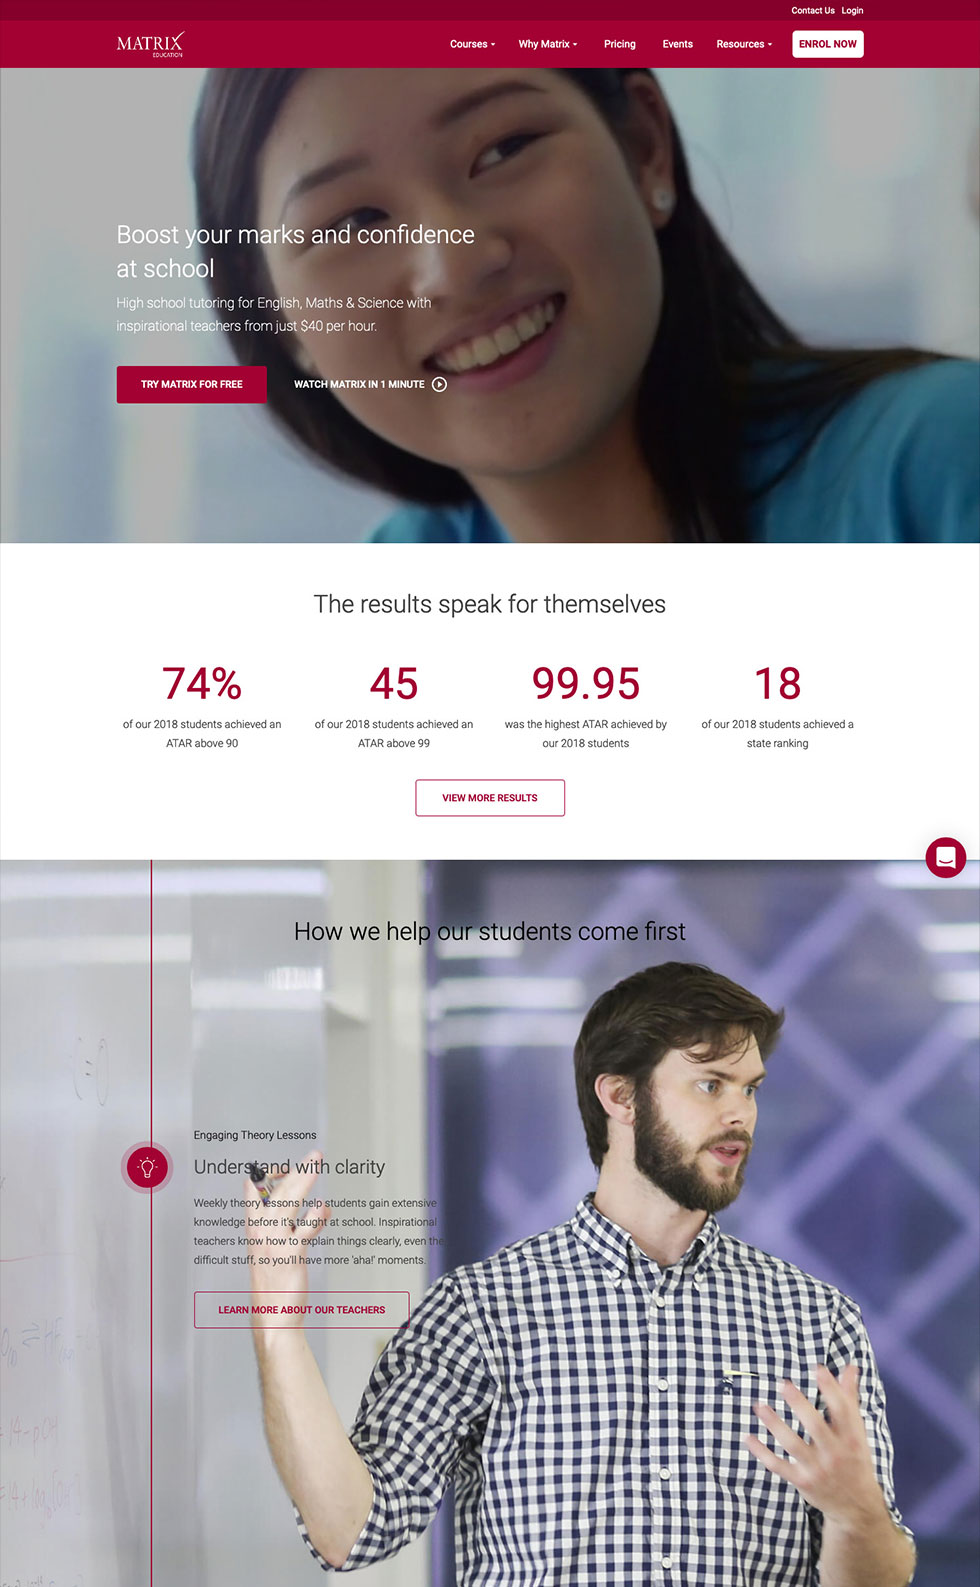 Contact Us Login
MATRIX
EDUCATION
Courses Why Matrix Pricing Events Resources ENROL NOW
Boost your marks and confidence
at school
High school tutoring for English, Maths & Science with
inspirational teachers from just $40 per hour.
TRY MATRIX FOR FREE WATCH MATRIX IN 1 MINUTE
The results speak for themselves
74% 45 99.95 18
of our 2018 students achieved an of our 2018 students achieved an was the highest ATAR achieved by of our 2018 students achieved a
ATAR above 90 ATAR above 99 our 2018 students state ranking
VIEW MORE RESULTS
How we help our students come first
Engaging Theory Lessons
Understand with clarity
Weekly theory lessons help students gain extensive
knowledge before it's taught at school. Inspirational
teachers know how to explain things clearly, even the
difficult stuff, so you'll have more 'aha!' moments.
LEARN MORE ABOUT OUR TEACHERS